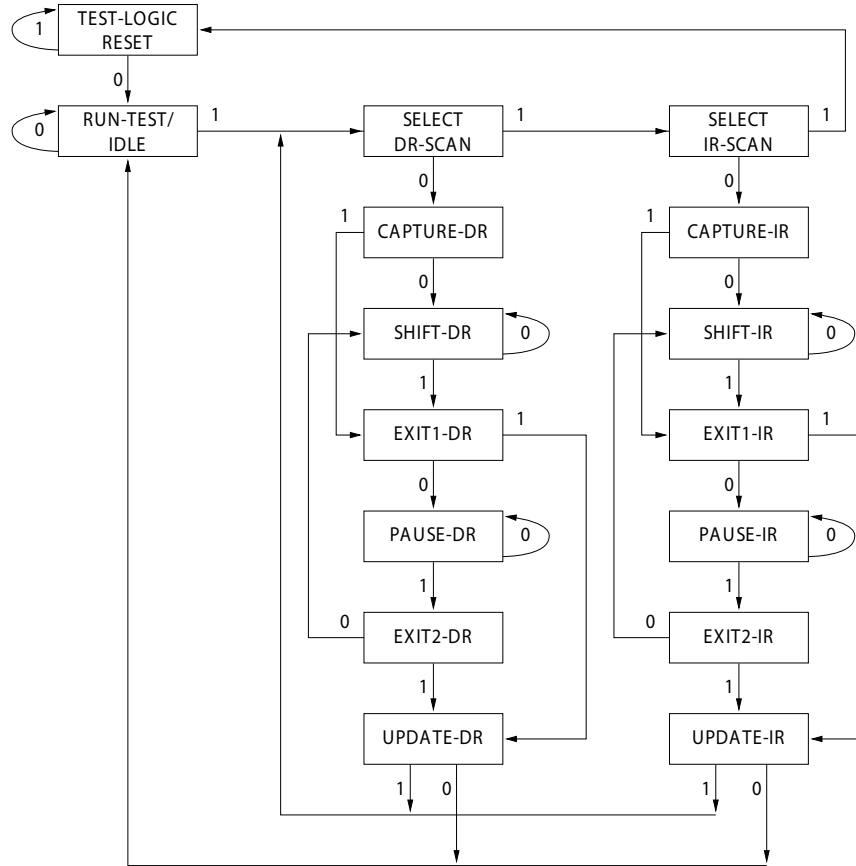 TEST-LOGIC
RESET
1
0
RUN-TEST/
IDLE
0
1
SELECT
DR-SCAN
1
SELECT
IR-SCAN
1
0
0
1
CAPTURE-DR
1
CAPTURE-IR
0
0
SHIFT-DR
0
SHIFT-IR
0
1
1
EXIT1-DR
1
EXIT1-IR
1
0
0
PAUSE-DR
0
PAUSE-IR
0
1
1
0
EXIT2-DR
0
EXIT2-IR
1
1
UPDATE-DR
UPDATE-IR
1
0
1
0